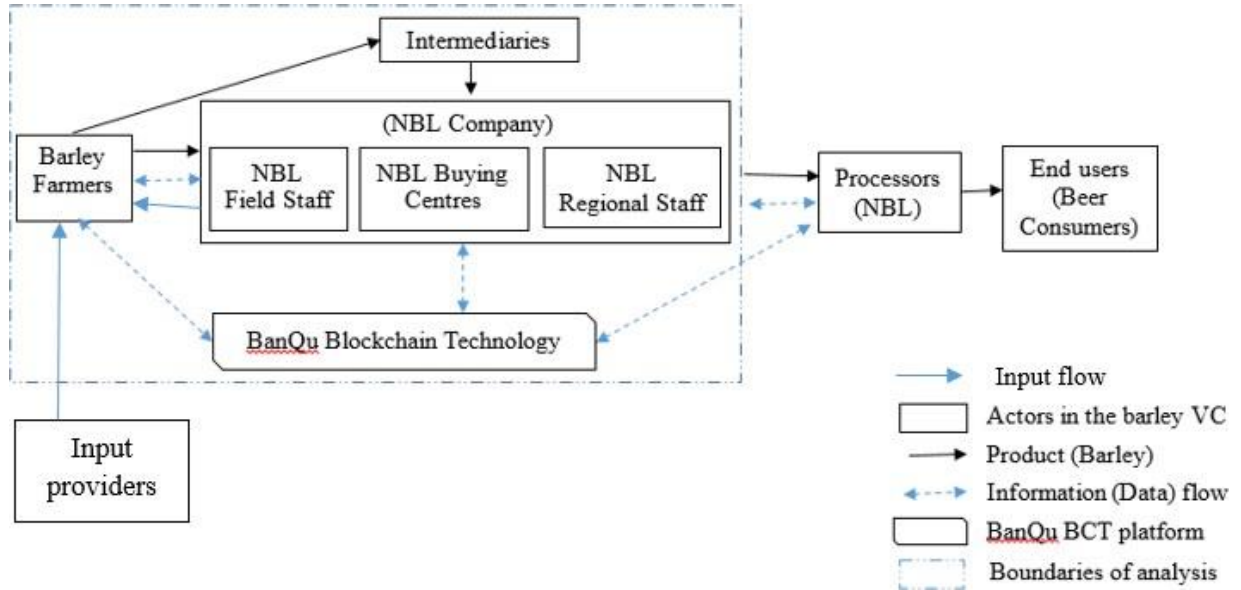 Intermediaries
(NBL Company)
Barley
Farmers
NBL
Field Staff
NBL Buying
Centres
NBL
Regional Staff
Processors
(NBL)
End users
(Beer
Consumers)
BanQu Blockchain Technology
Input
providers
Input flow
Actors in the barley VC
Product (Barley)
Information (Data) flow
BanQu BCT platform
Boundaries of analysis